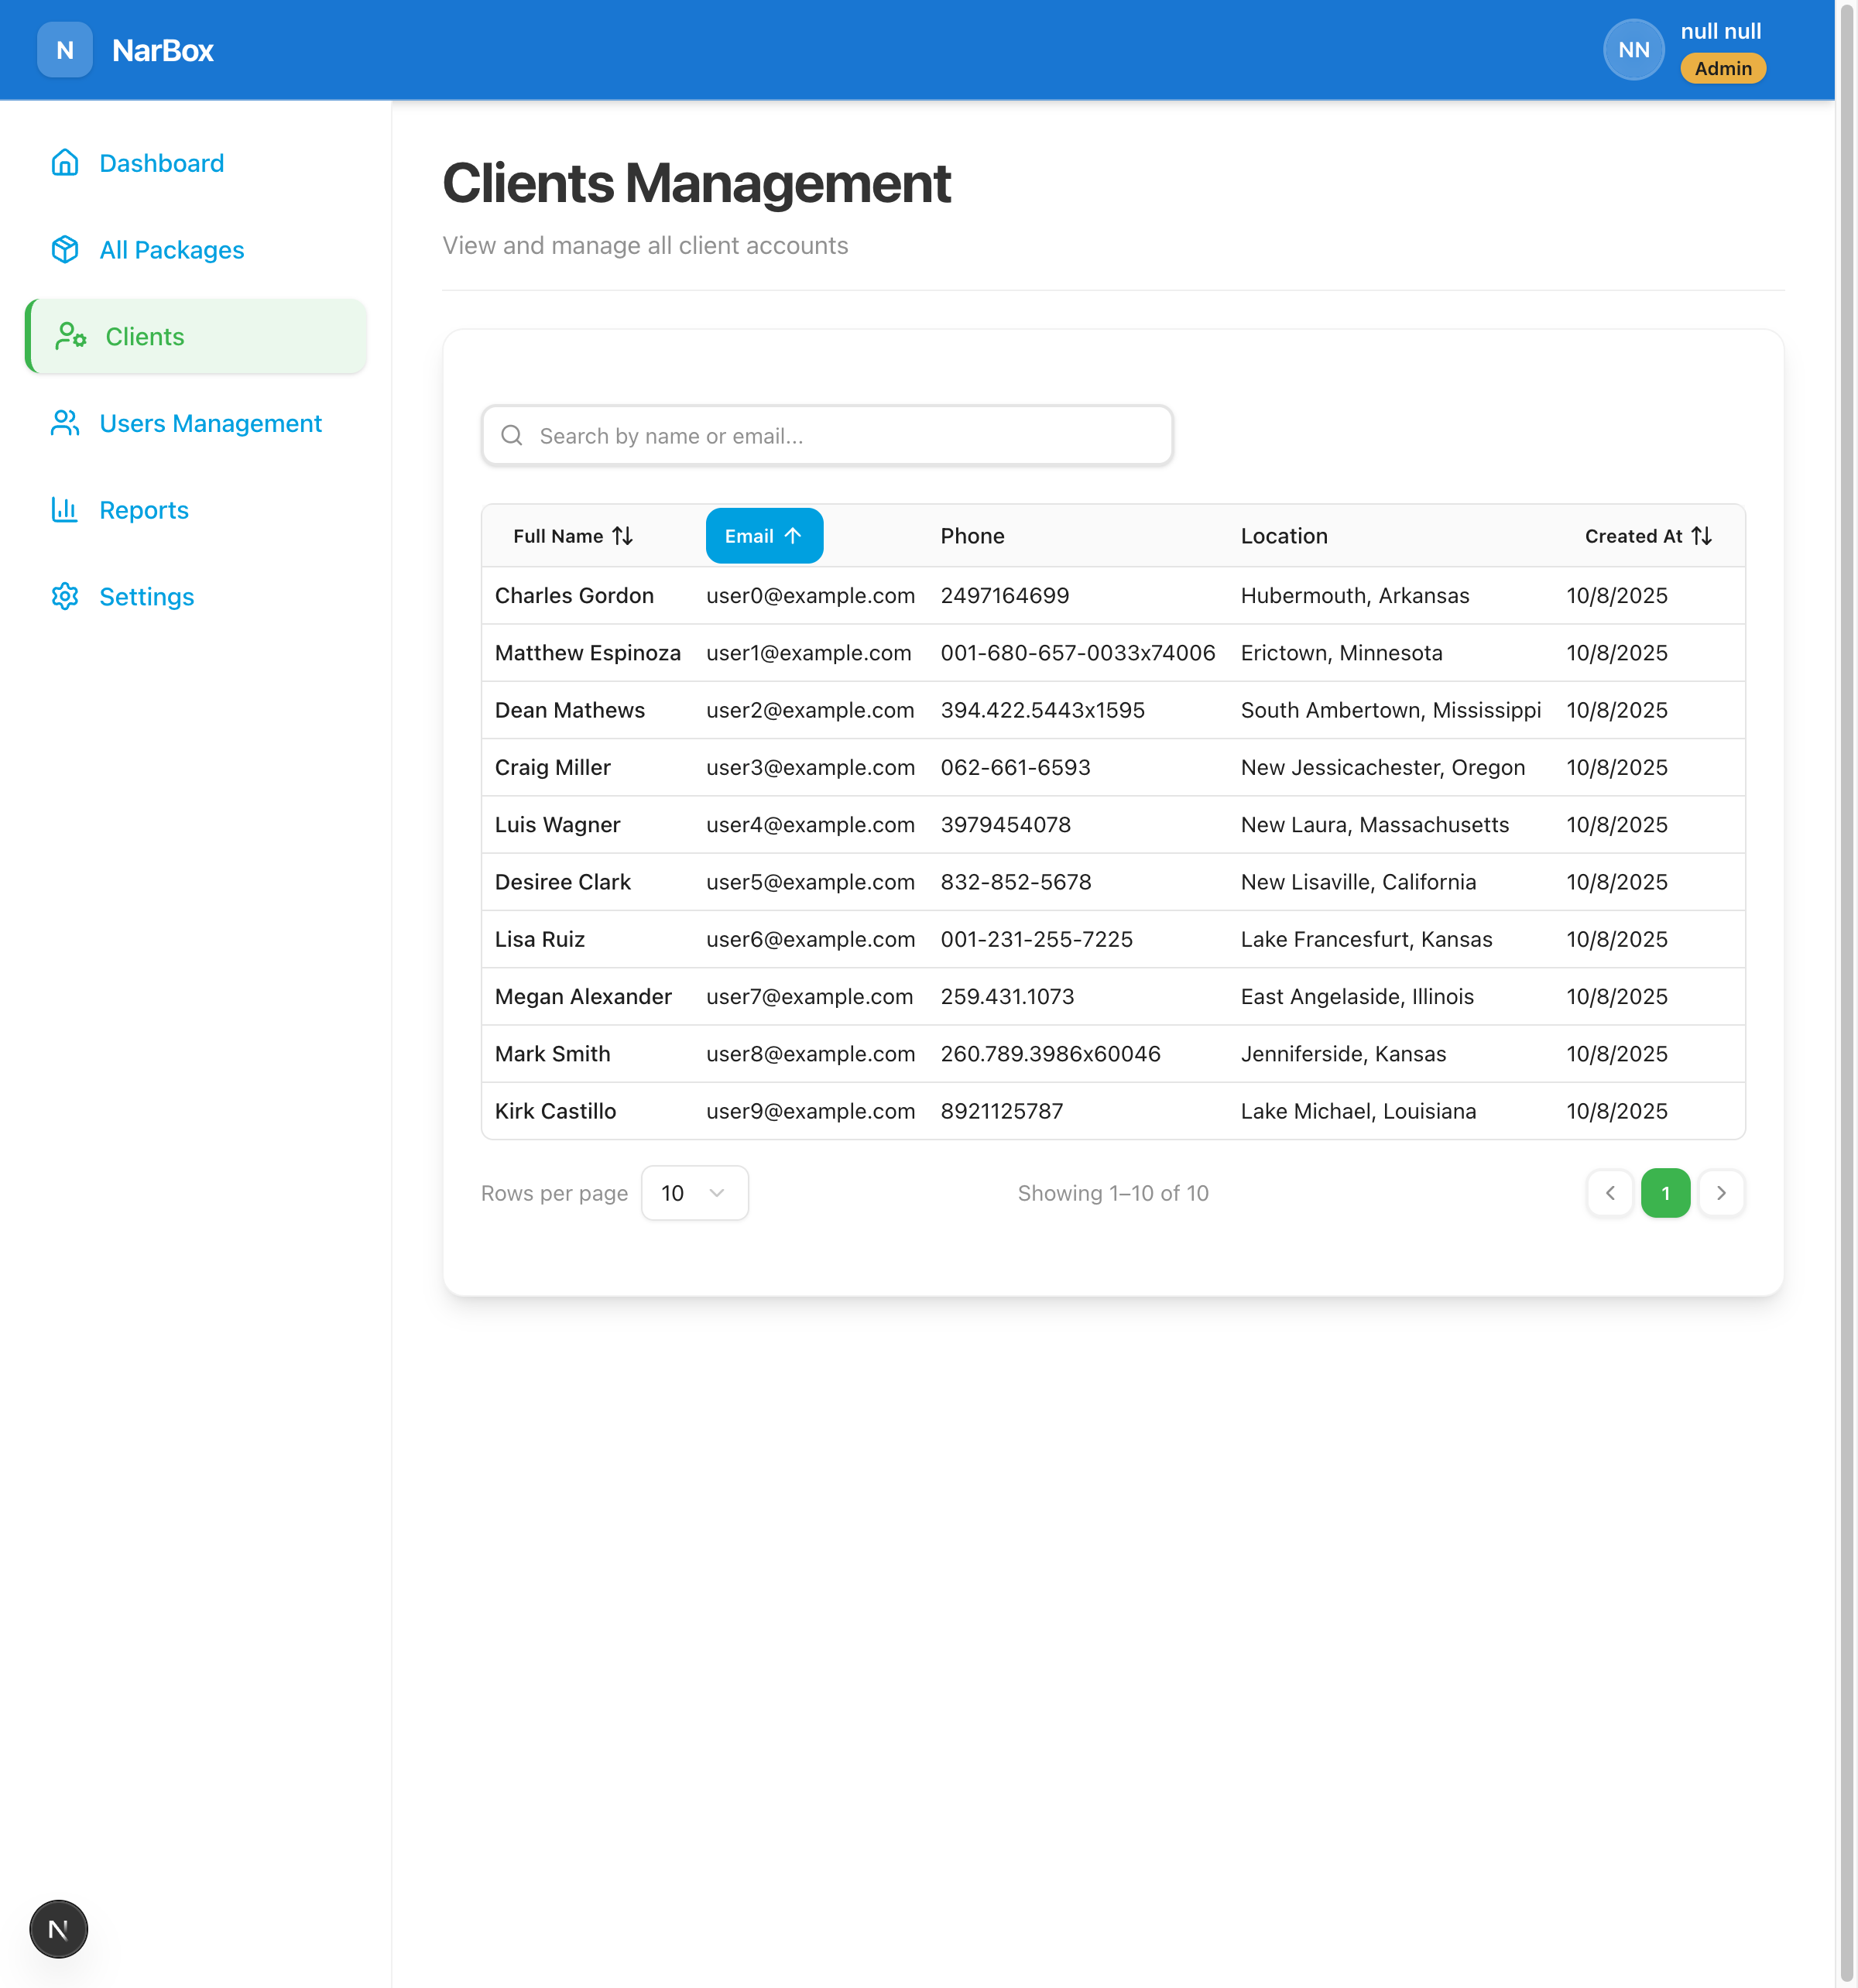 N NarBox
NN null null
Admin
Dashboard
All Packages
Clients
Users Management
Reports
Settings
Clients Management
View and manage all client accounts
Search by name or email...
Full Name Email Phone Location Created At
Charles Gordon user0@example.com 2497164699 Hubermouth, Arkansas 10/8/2025
Matthew Espinoza user1@example.com 001-680-657-0033x74006 Erictown, Minnesota 10/8/2025
Dean Mathews user2@example.com 394.422.5443x1595 South Ambertown, Mississippi 10/8/2025
Craig Miller user3@example.com 062-661-6593 New Jessicachester, Oregon 10/8/2025
Luis Wagner user4@example.com 3979454078 New Laura, Massachusetts 10/8/2025
Desiree Clark user5@example.com 832-852-5678 New Lisaville, California 10/8/2025
Lisa Ruiz user6@example.com 001-231-255-7225 Lake Francesfurt, Kansas 10/8/2025
Megan Alexander user7@example.com 259.431.1073 East Angelaside, Illinois 10/8/2025
Mark Smith user8@example.com 260.789.3986x60046 Jenniferside, Kansas 10/8/2025
Kirk Castillo user9@example.com 8921125787 Lake Michael, Louisiana 10/8/2025
Rows per page 10 Showing 1–10 of 10 1
N